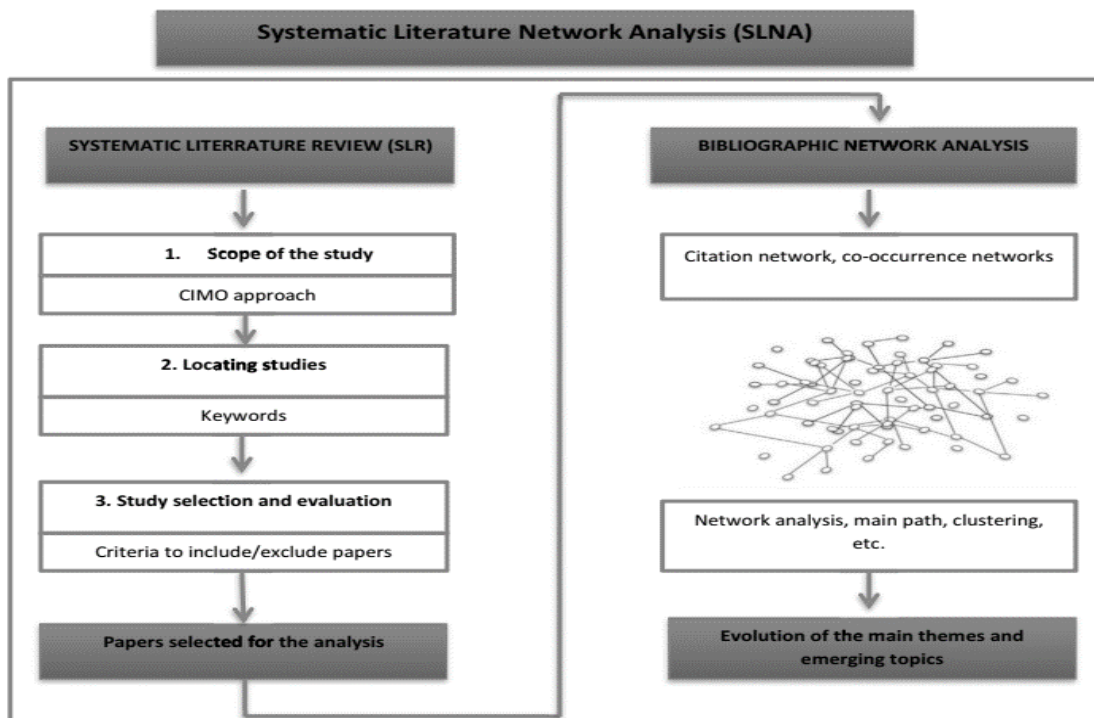 Systematic Literature Network Analysis (SLNA)
SYSTEMATIC LITERRATURE REVIEW (SLR)
1. Scope of the study
CIMO approach
2. Locating studies
Keywords
3. Study selection and evaluation
Criteria to include/exclude papers
Papers selected for the analysis
BIBLIOGRAPHIC NETWORK ANALYSIS
Citation network, co-occurrence networks
Network analysis, main path, clustering,
etc.
Evolution of the main themes and
emerging topics